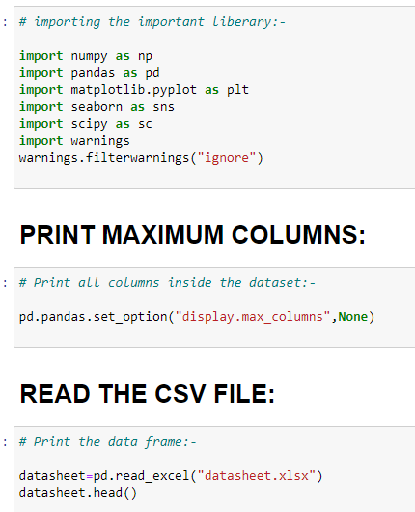 : # importing the important liberary:-
import numpy as np
import pandas as pd
import matplotlib.pyplot as plt
import seaborn as sns
import scipy as sc
import warnings
warnings.filterwarnings("ignore")
PRINT MAXIMUM COLUMNS:
: # Print all columns inside the dataset:-
pd.pandas.set_option("display.max_columns",None)
READ THE CSV FILE:
: # Print the data frame:-
datasheet=pd.read_excel("datasheet.xlsx")
datasheet.head()